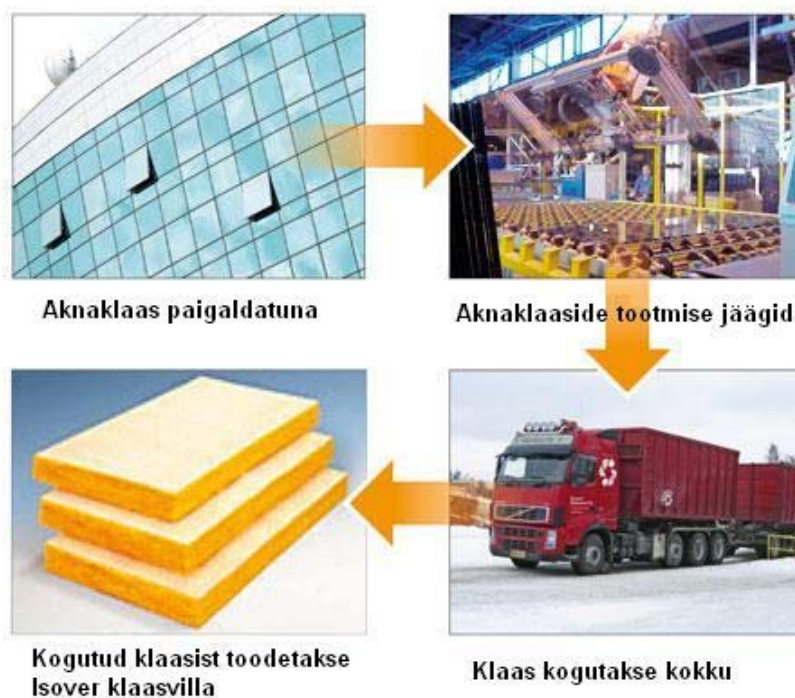 Aknaklaas paigaldatuna
Aknaklaaside tootmise jäägid
Klaas kogutakse kokku
Kogutud klaasist toodetakse
Isover klaasvilla